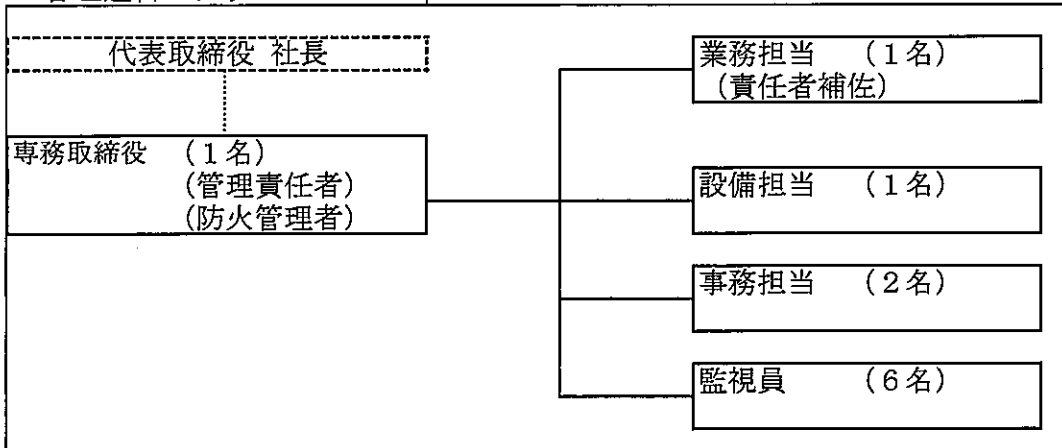 代表取締役 社長
専務取締役 (1名)
(管理責任者)
(防火管理者)
業務担当 (1名)
(責任者補佐)
設備担当 (1名)
事務担当 (2名)
監視員 (6名)